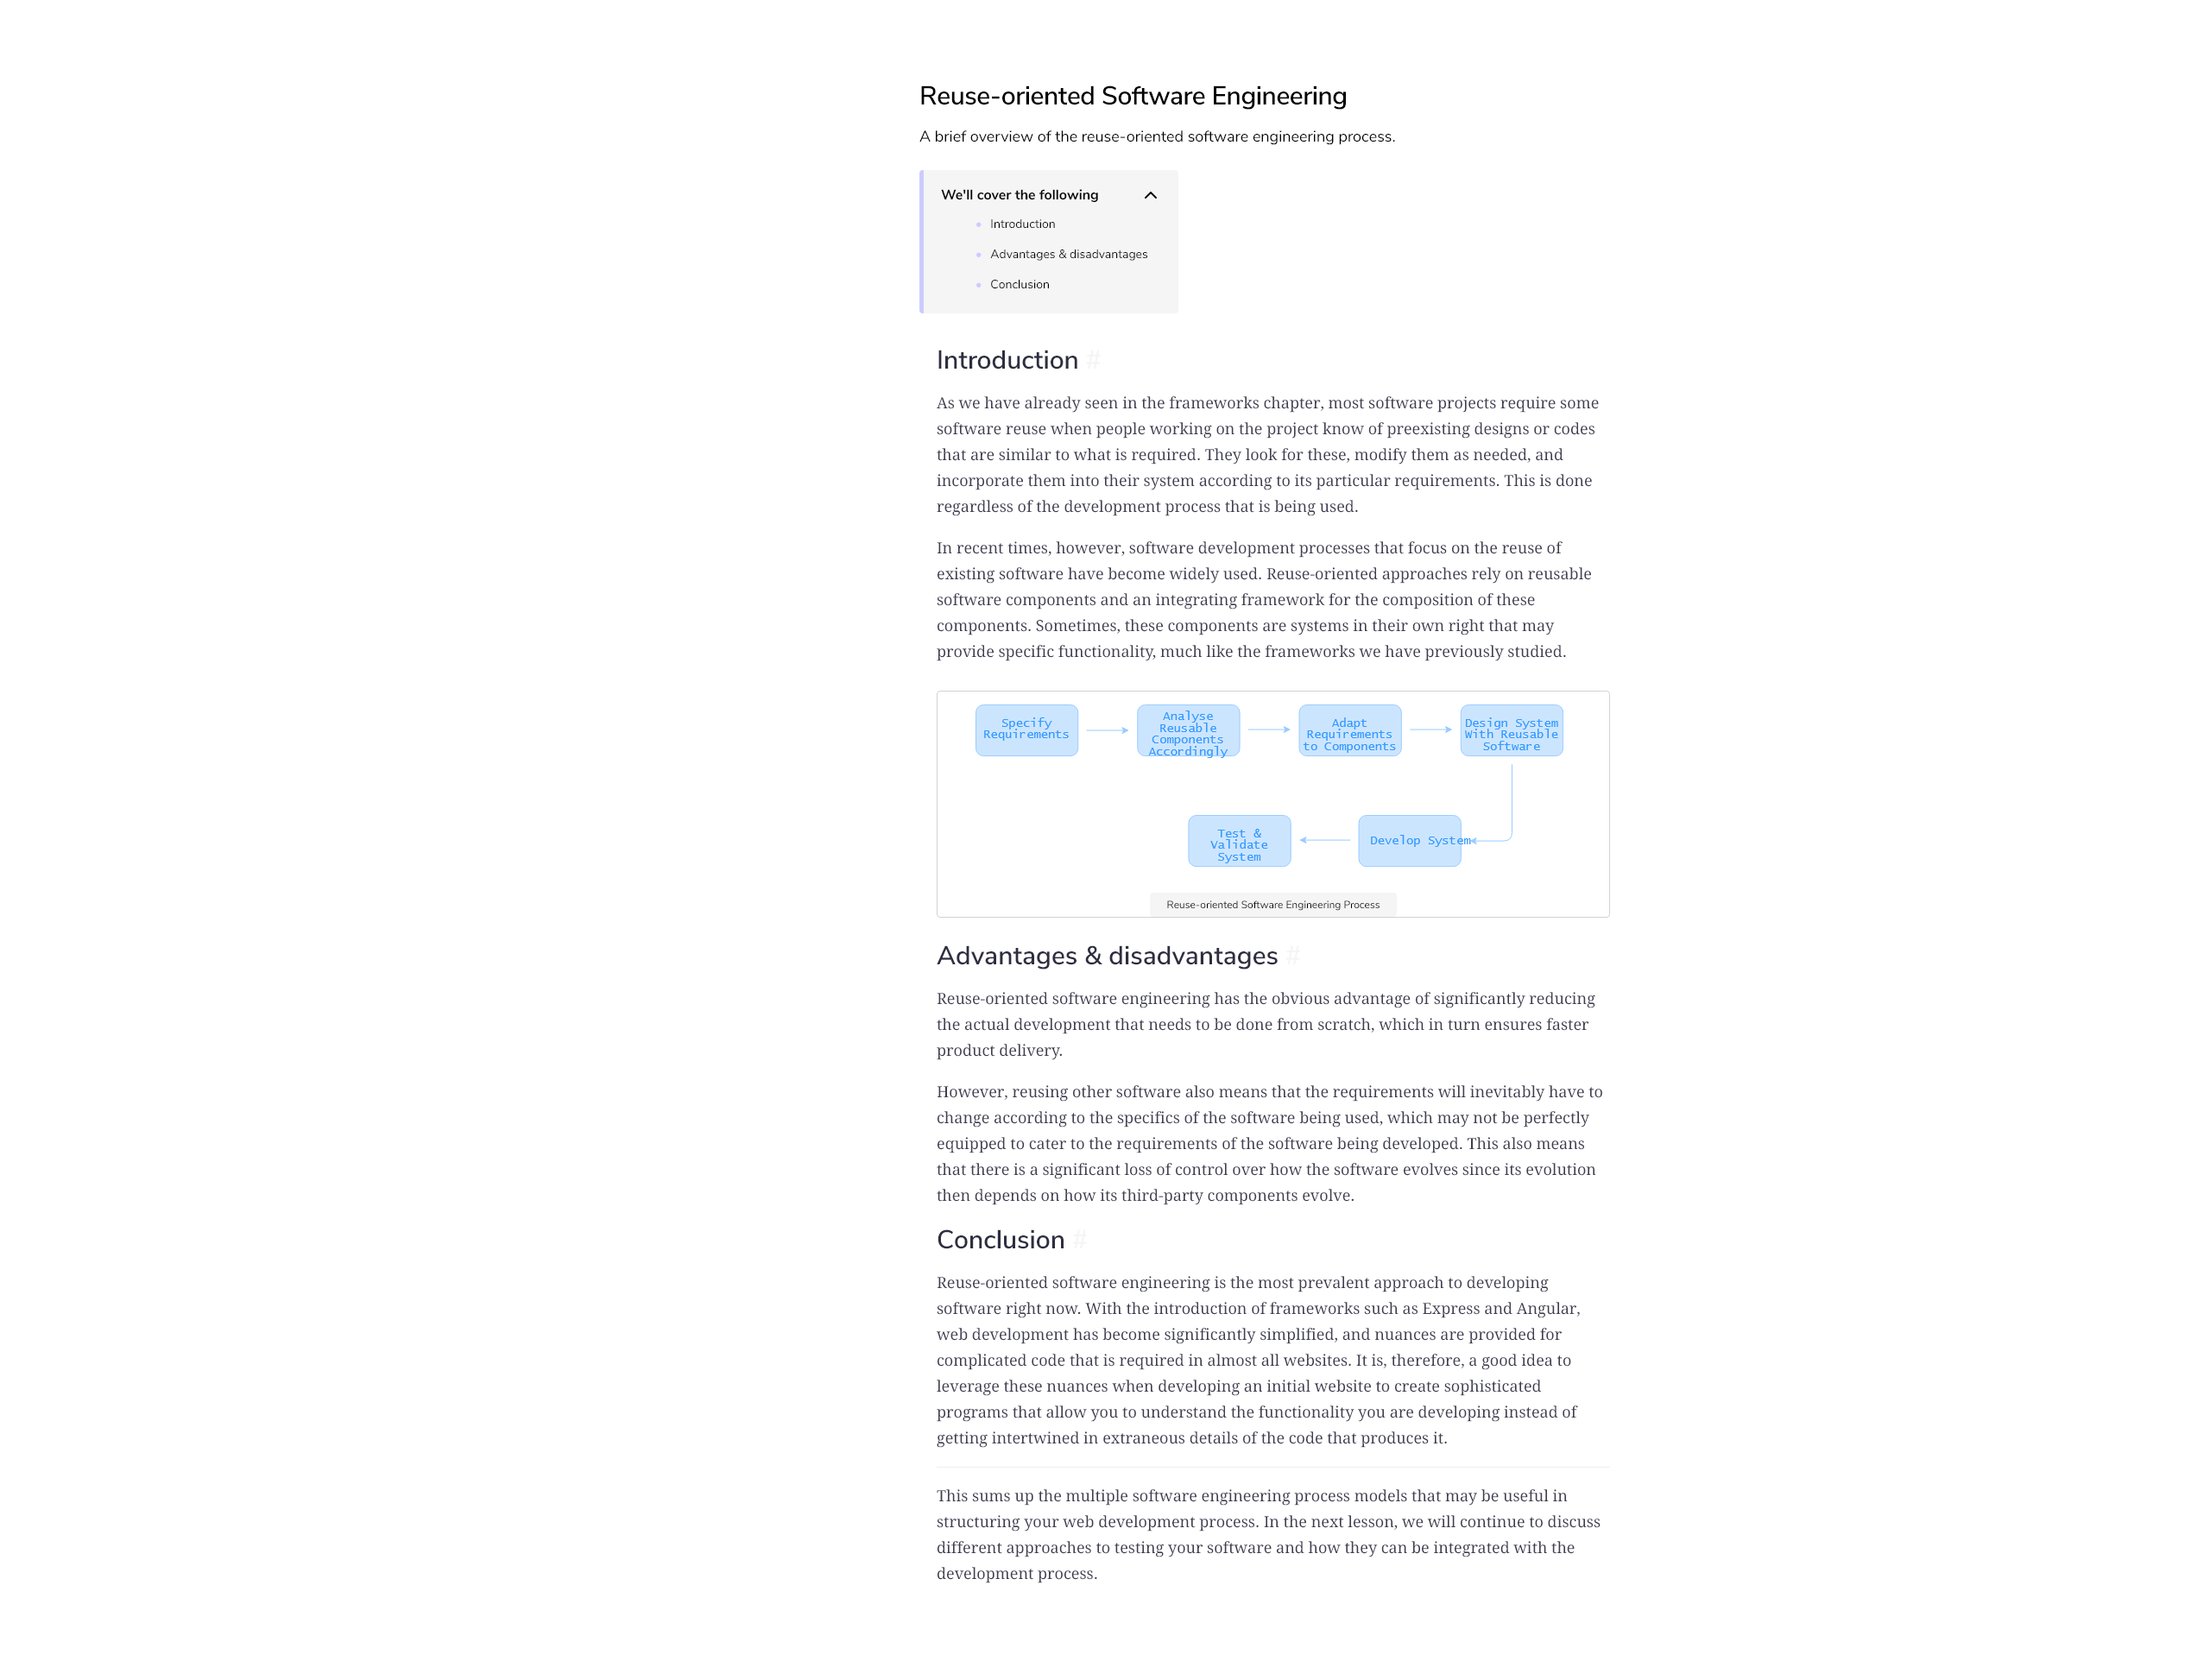 Reuse-oriented Software Engineering
A brief overview of the reuse-oriented software engineering process.
We'll cover the following
Introduction
Advantages & disadvantages
Conclusion
Introduction #
As we have already seen in the frameworks chapter, most software projects require some
software reuse when people working on the project know of preexisting designs or codes
that are similar to what is required. They look for these, modify them as needed, and
incorporate them into their system according to its particular requirements. This is done
regardless of the development process that is being used.
In recent times, however, software development processes that focus on the reuse of
existing software have become widely used. Reuse-oriented approaches rely on reusable
software components and an integrating framework for the composition of these
components. Sometimes, these components are systems in their own right that may
provide specific functionality, much like the frameworks we have previously studied.
Specify
Requirements
Analyse
Reusable
Components
Accordingly
Adapt
Requirements
to Components
Design System
With Reusable
Software
Test &
Validate
System
Develop System
Reuse-oriented Software Engineering Process
Advantages & disadvantages #
Reuse-oriented software engineering has the obvious advantage of significantly reducing
the actual development that needs to be done from scratch, which in turn ensures faster
product delivery.
However, reusing other software also means that the requirements will inevitably have to
change according to the specifics of the software being used, which may not be perfectly
equipped to cater to the requirements of the software being developed. This also means
that there is a significant loss of control over how the software evolves since its evolution
then depends on how its third-party components evolve.
Conclusion #
Reuse-oriented software engineering is the most prevalent approach to developing
software right now. With the introduction of frameworks such as Express and Angular,
web development has become significantly simplified, and nuances are provided for
complicated code that is required in almost all websites. It is, therefore, a good idea to
leverage these nuances when developing an initial website to create sophisticated
programs that allow you to understand the functionality you are developing instead of
getting intertwined in extraneous details of the code that produces it.
This sums up the multiple software engineering process models that may be useful in
structuring your web development process. In the next lesson, we will continue to discuss
different approaches to testing your software and how they can be integrated with the
development process.